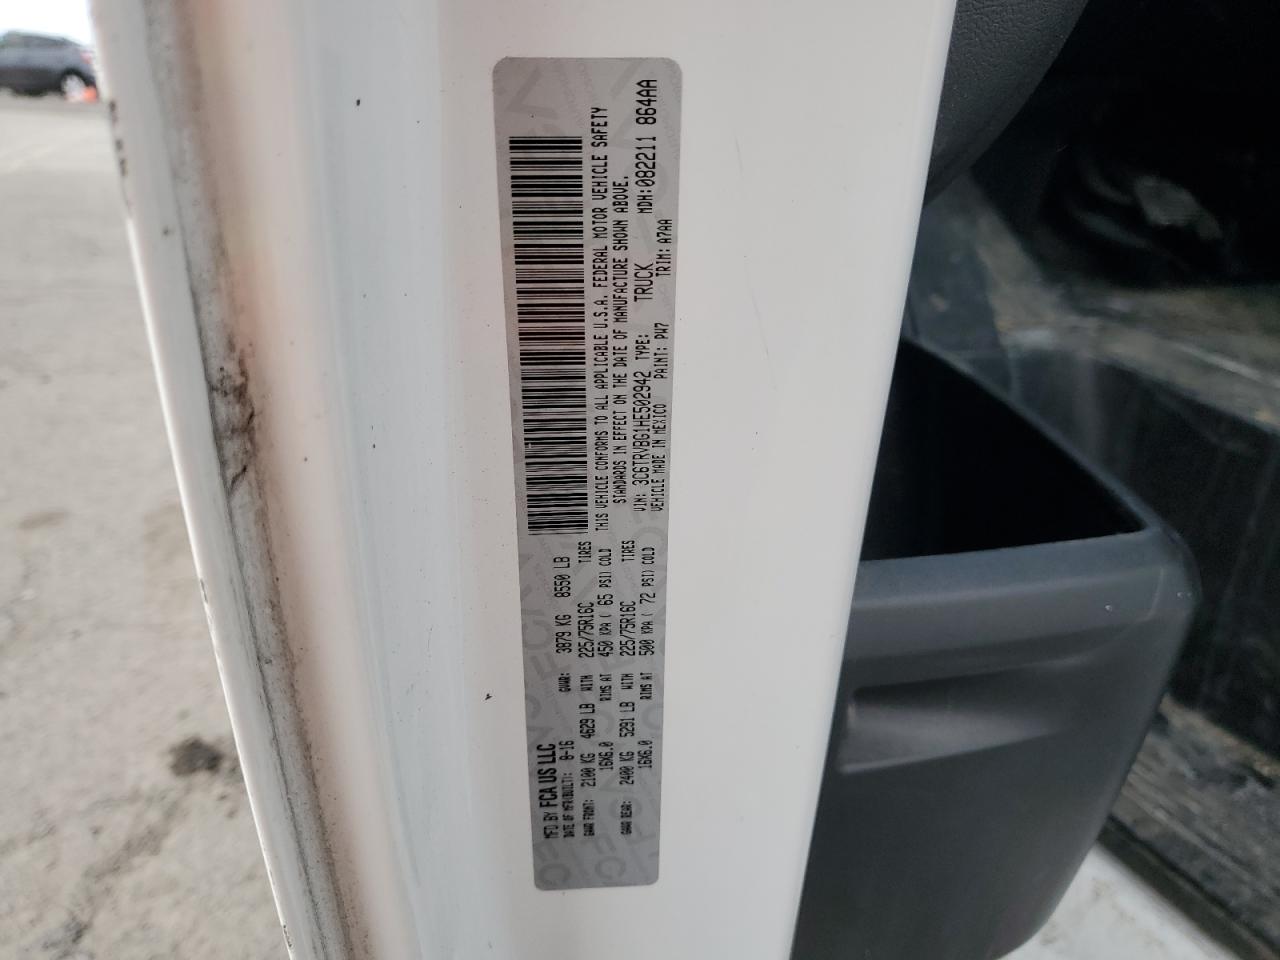 MFD BY FCA US LLC
DATE OF MFR(BUILT): 8-16 GVWR: 3879 KG 8550 LB
GAWR FRONT: 2100 KG 4629 LB WITH 225/75R16C TIRES
16X6.0 RIMS AT 450 KPA ( 65 PSI) COLD
GAWR REAR: 2400 KG 5291 LB WITH 225/75R16C TIRES
16X6.0 RIMS AT 500 KPA ( 72 PSI) COLD
THIS VEHICLE CONFORMS TO ALL APPLICABLE U.S.A. FEDERAL MOTOR VEHICLE SAFETY
STANDARDS IN EFFECT ON THE DATE OF MANUFACTURE SHOWN ABOVE.
VIN: 3C6TRVBG1HE502942 TYPE: TRUCK MDH:082211 864AA
VEHICLE MADE IN MEXICO PAINT: PW7 TRIM: A7AA